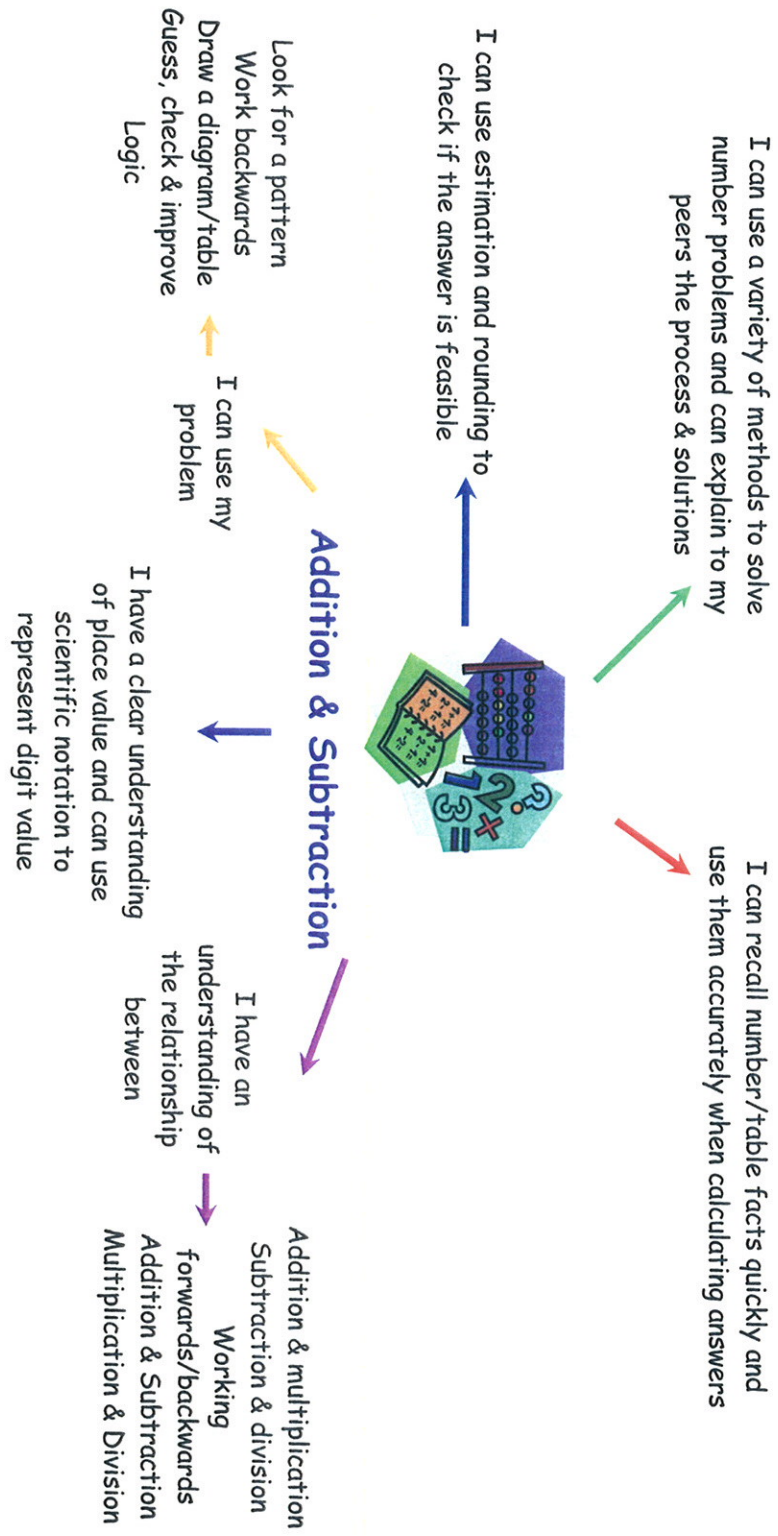 I can use a variety of methods to solve
number problems and can explain to my
peers the process & solutions
I can recall number/table facts quickly and
use them accurately when calculating answers
I can use estimation and rounding to
check if the answer is feasible
Addition & Subtraction
Look for a pattern
Work backwards
Draw a diagram/table
Guess, check & improve
Logic
I can use my
problem
I have a clear understanding
of place value and can use
scientific notation to
represent digit value
I have an
understanding of
the relationship
between
Addition & multiplication
Subtraction & division
Working
forwards/backwards
Addition & Subtraction
Multiplication & Division